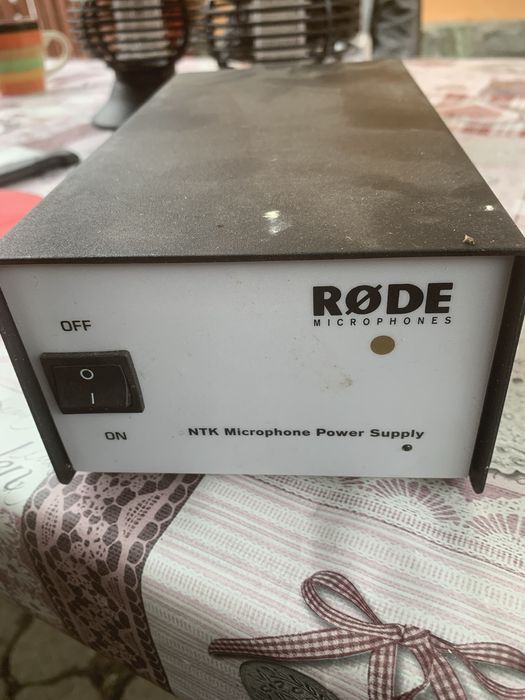 RØDE
MICROPHONES
OFF
O
I
ON
NTK Microphone Power Supply